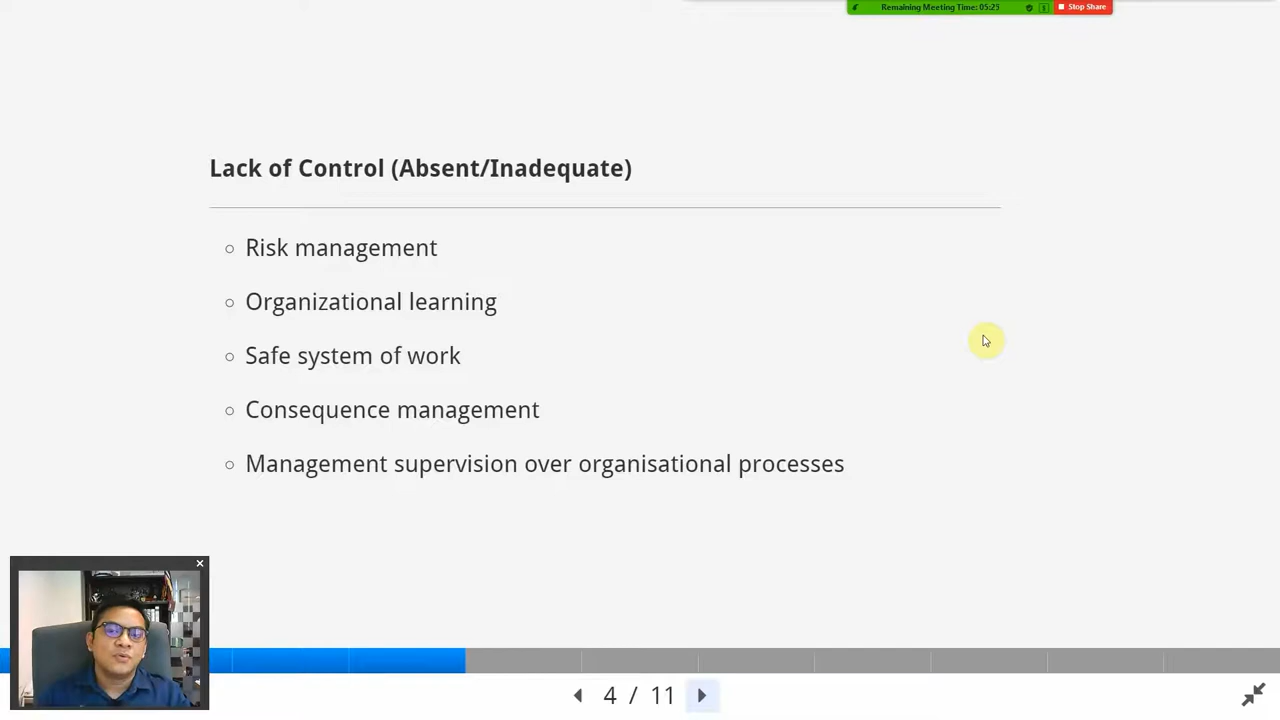 Remaining Meeting Time: 05:25
Stop Share
Lack of Control (Absent/Inadequate)
Risk management
Organizational learning
Safe system of work
Consequence management
Management supervision over organisational processes
4 / 11